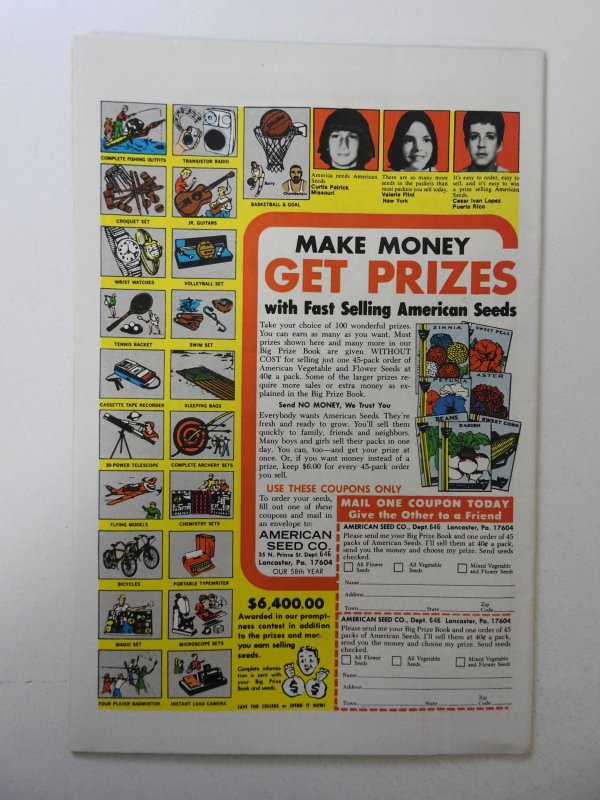 COMPLETE FISHING OUTFITS
TRANSISTOR RADIO
Barry
Chamberlain
BASKETBALL & GOAL
America needs American
Seeds
Curtis Patrick
Missouri
There are so many more
seeds in the packets than
most packets you sell today.
Valerie Flint
New York
It's easy to order, easy to
sell, and it's easy to win
a prize selling American
Seeds.
Cesar Ivan Lopez
Puerto Rico
CROQUET SET
JR. GUITARS
WRIST WATCHES
VOLLEYBALL SET
TENNIS RACKET
SWIM SET
CASSETTE TAPE RECORDER
SLEEPING BAGS
30-POWER TELESCOPE
COMPLETE ARCHERY SETS
FLYING MODELS
CHEMISTRY SETS
BICYCLES
PORTABLE TYPEWRITER
MAGIC SET
MICROSCOPE SETS
FOUR PLAYER BADMINTON
INSTANT LOAD CAMERA
MAKE MONEY
GET PRIZES
with Fast Selling American Seeds
Take your choice of 100 wonderful prizes.
You can earn as many as you want. Most
prizes shown here and many more in our
Big Prize Book are given WITHOUT
COST for selling just one 45-pack order of
American Vegetable and Flower Seeds at
40¢ a pack. Some of the larger prizes re-
quire more sales or extra money as ex-
plained in the Big Prize Book.
Send NO MONEY, We Trust You
Everybody wants American Seeds. They're
fresh and ready to grow. You'll sell them
quickly to family, friends and neighbors.
Many boys and girls sell their packs in one
day. You can, too—and get your prize at
once. Or, if you want money instead of a
prize, keep $6.00 for every 45-pack order
you sell.
ZINNIA
SWEET PEAS
PETUNIA
ASTER
BEANS
RADISH
SWEET CORN
USE THESE COUPONS ONLY
To order your seeds,
fill out one of these
coupons and mail in
an envelope to:
AMERICAN
SEED CO.
35 N. Prince St. Dept. 646
Lancaster, Pa. 17604
OUR 58th YEAR
$6,400.00
Awarded in our prompt-
ness contest in addition
to the prizes and money
you earn selling
seeds.
Complete informa-
tion is sent with
your Big Prize
Book and seeds.
$ $
SAVE FOR COLLEGE or SPEND IT NOW!
MAIL ONE COUPON TODAY
Give the Other to a Friend
AMERICAN SEED CO., Dept. 646 Lancaster, Pa. 17604
Please send me your Big Prize Book and one order of 45
packs of American Seeds. I'll sell them at 40¢ a pack,
send you the money and choose my prize. Send seeds
checked.
All Flower Seeds
All Vegetable Seeds
Mixed Vegetable and Flower Seeds
Name
Address
Town State Zip Code
AMERICAN SEED CO., Dept. 646 Lancaster, Pa. 17604
Please send me your Big Prize Book and one order of 45
packs of American Seeds. I'll sell them at 40¢ a pack,
send you the money and choose my prize. Send seeds
checked.
All Flower Seeds
All Vegetable Seeds
Mixed Vegetable and Flower Seeds
Name
Address
Town State Zip Code